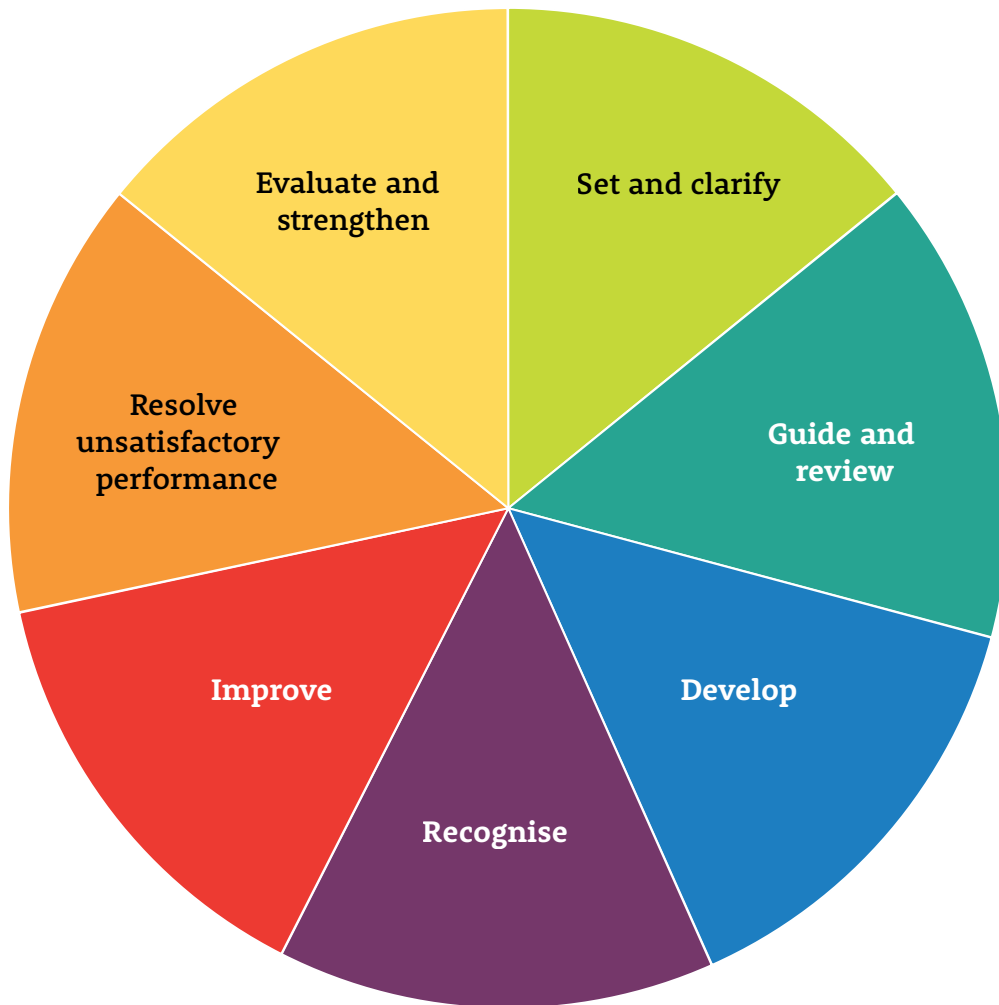 Set and clarify
Guide and
review
Develop
Recognise
Improve
Resolve
unsatisfactory
performance
Evaluate and
strengthen